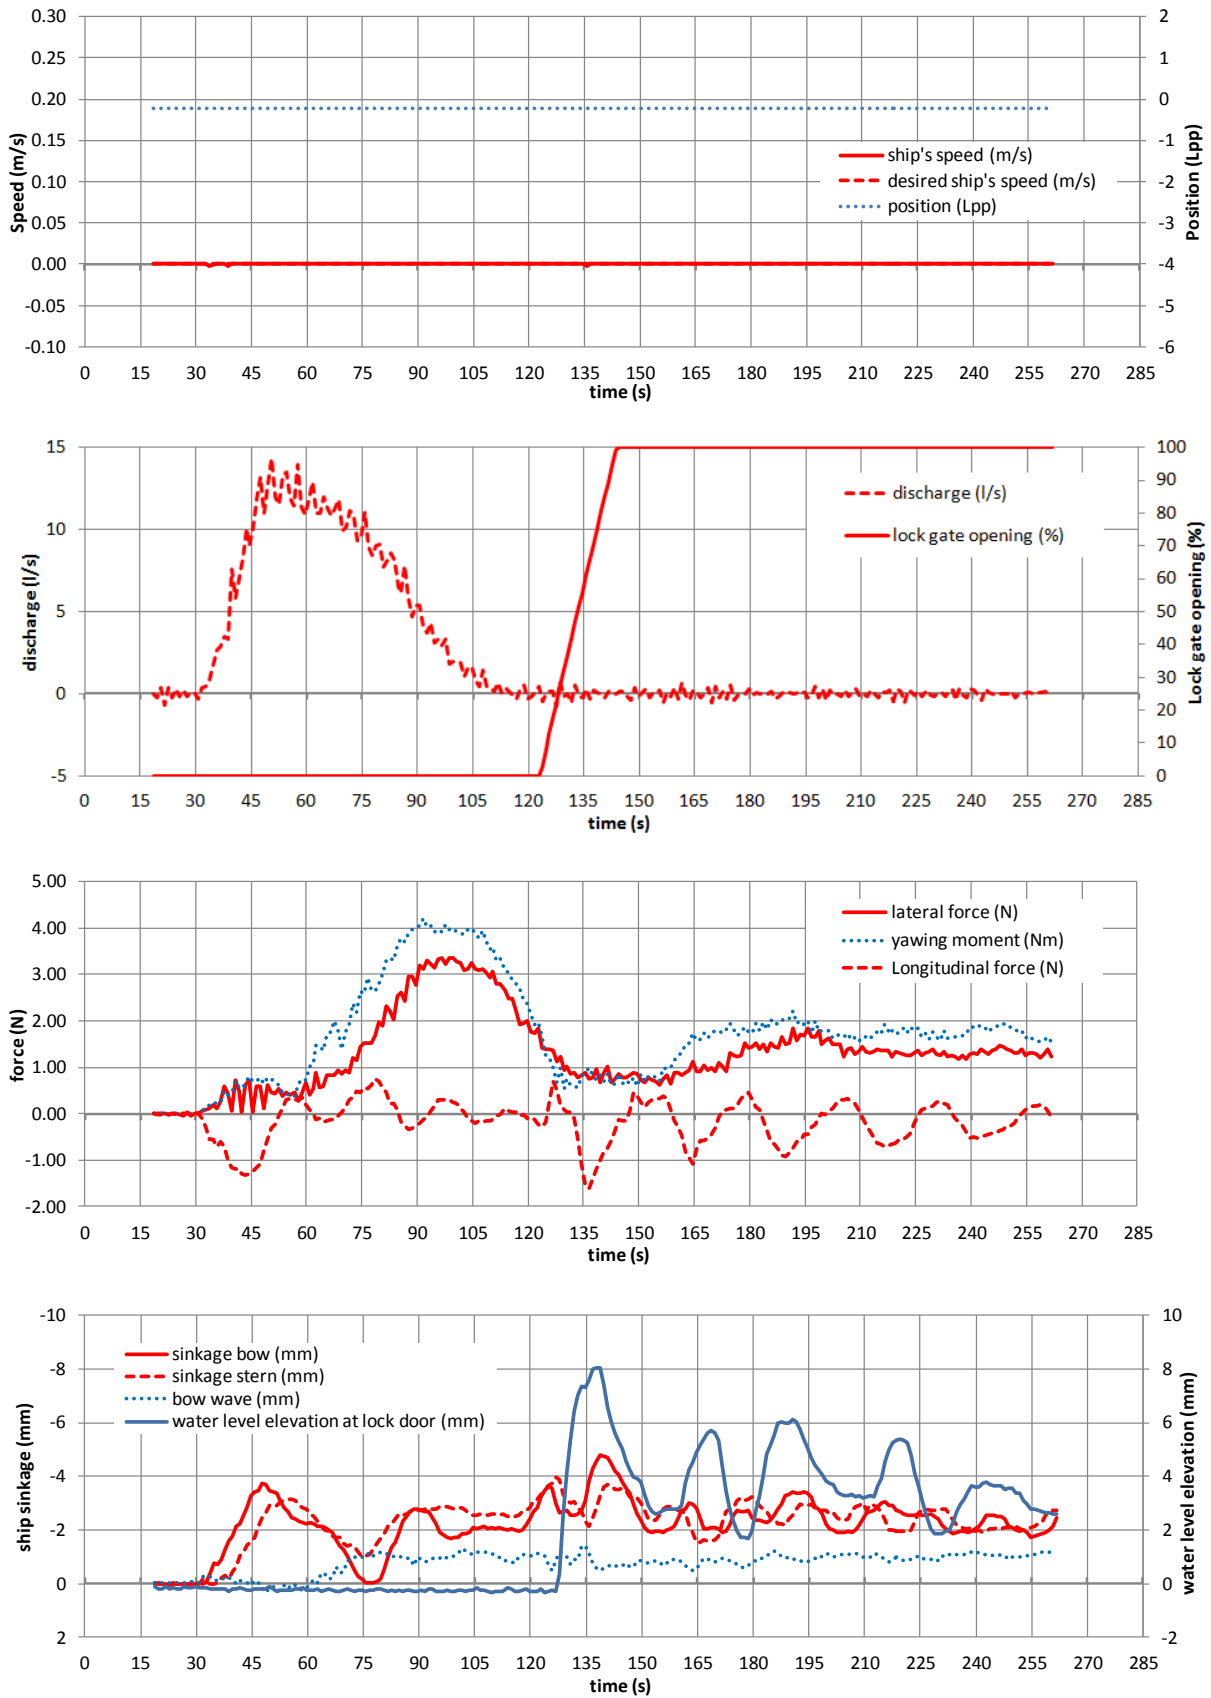 0.30
0.25
0.20
0.15
0.10
0.05
0.00
-0.05
-0.10
Speed (m/s)
2
1
0
-1
-2
-3
-4
-5
-6
Position (Lpp)
ship's speed (m/s)
desired ship's speed (m/s)
position (Lpp)
0 15 30 45 60 75 90 105 120 135 150 165 180 195 210 225 240 255 270 285
time (s)
15
10
5
0
-5
discharge (l/s)
100
90
80
70
60
50
40
30
20
10
0
Lock gate opening (%)
discharge (l/s)
lock gate opening (%)
0 15 30 45 60 75 90 105 120 135 150 165 180 195 210 225 240 255 270 285
time (s)
5.00
4.00
3.00
2.00
1.00
0.00
-1.00
-2.00
force (N)
lateral force (N)
yawing moment (Nm)
Longitudinal force (N)
0 15 30 45 60 75 90 105 120 135 150 165 180 195 210 225 240 255 270 285
time (s)
-10
-8
-6
-4
-2
0
2
ship sinkage (mm)
10
8
6
4
2
0
-2
water level elevation (mm)
sinkage bow (mm)
sinkage stern (mm)
bow wave (mm)
water level elevation at lock door (mm)
0 15 30 45 60 75 90 105 120 135 150 165 180 195 210 225 240 255 270 285
time (s)